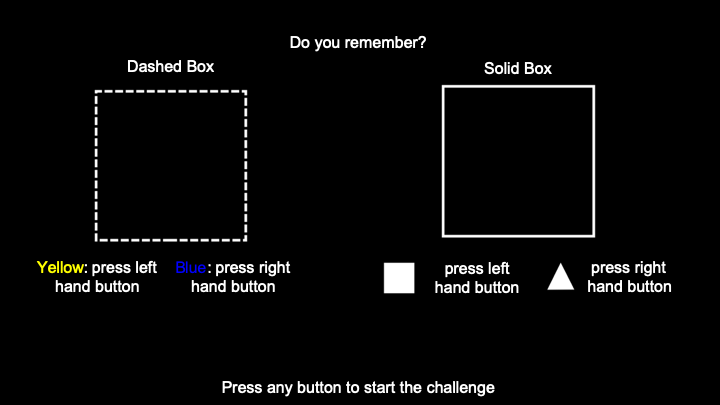 Do you remember?
Dashed Box
Solid Box
Yellow: press left
hand button
Blue: press right
hand button
press left
hand button
press right
hand button
Press any button to start the challenge